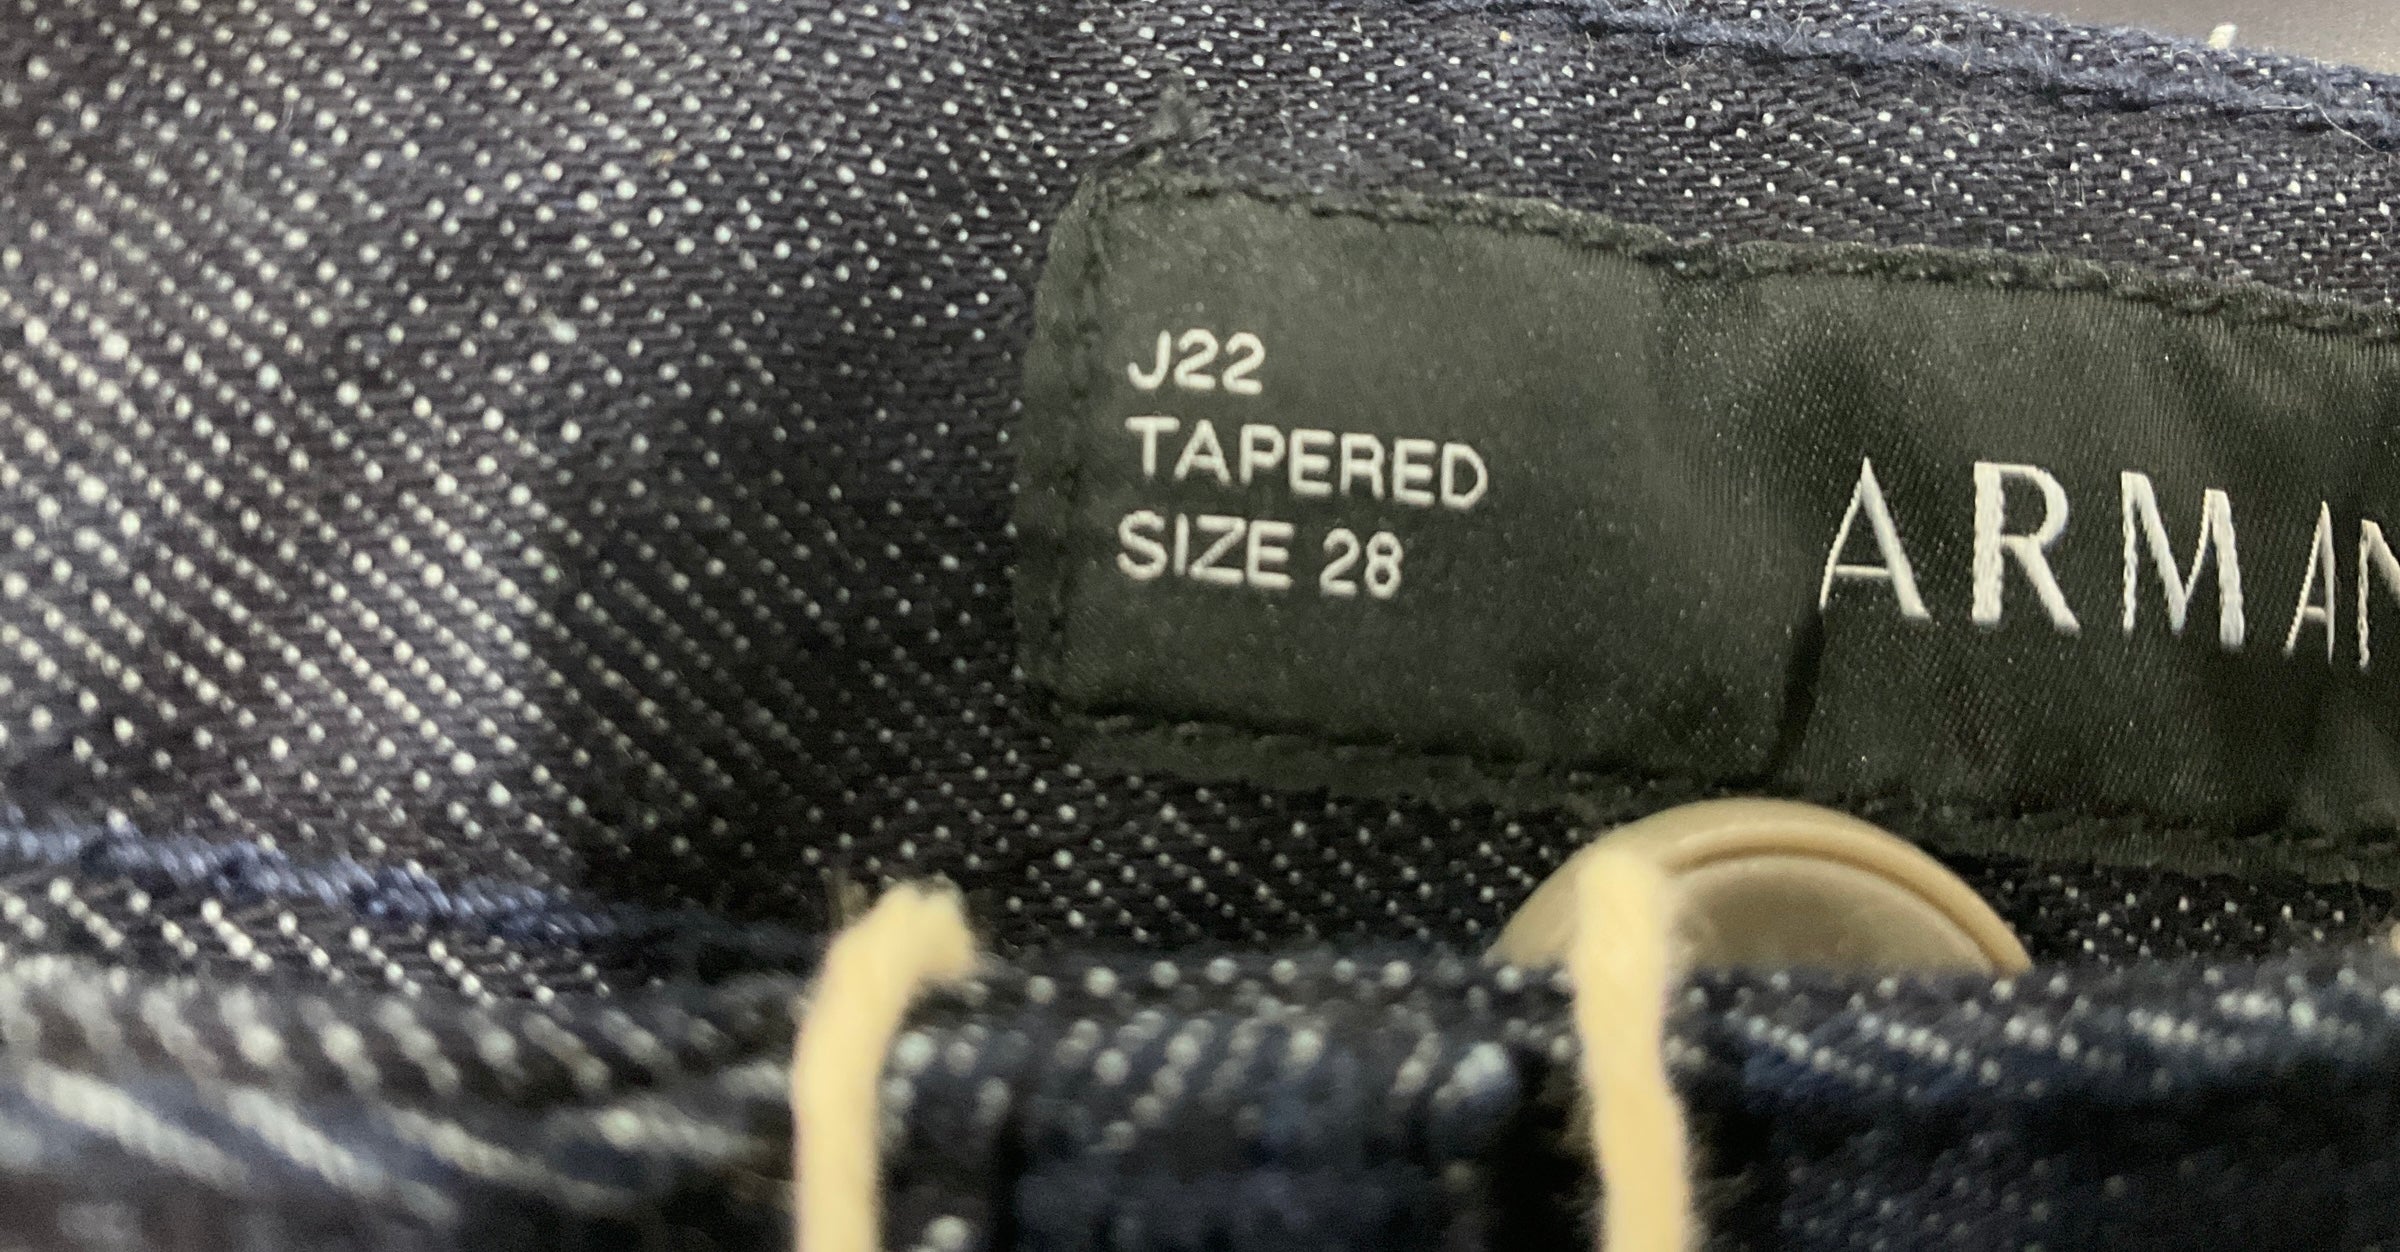 J22
TAPERED
SIZE 28
ARMAN